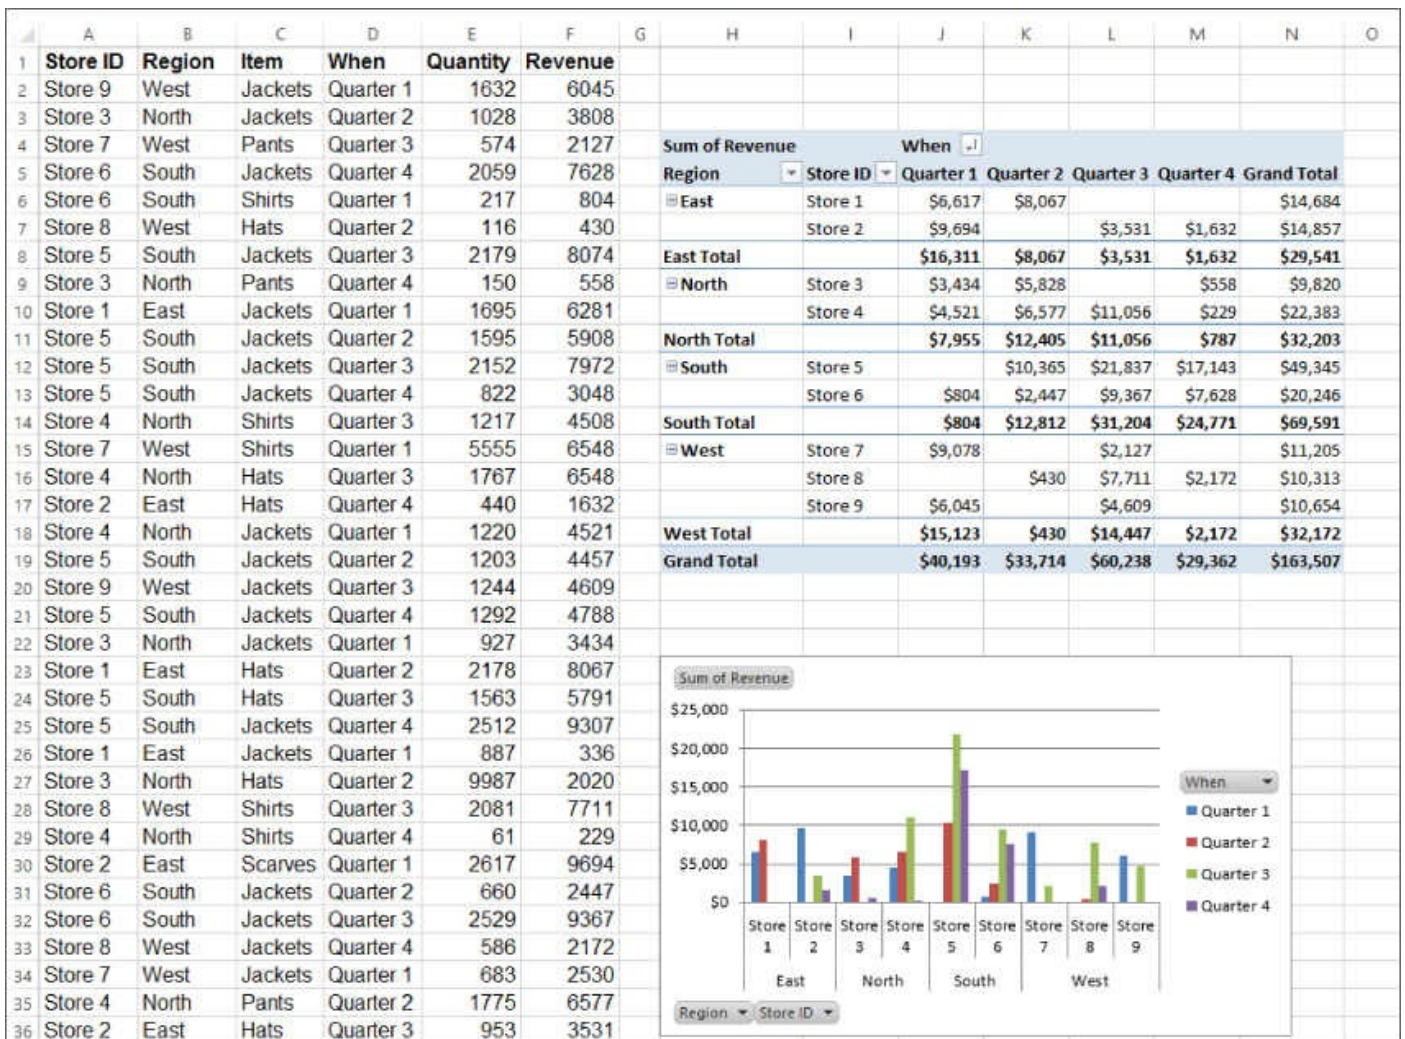 A B C D E F G H I J K L M N O
1 Store ID Region Item When Quantity Revenue
2 Store 9 West Jackets Quarter 1 1632 6045
3 Store 3 North Jackets Quarter 2 1028 3808
4 Store 7 West Pants Quarter 3 574 2127 Sum of Revenue When
5 Store 6 South Jackets Quarter 4 2059 7628 Region Store ID Quarter 1 Quarter 2 Quarter 3 Quarter 4 Grand Total
6 Store 6 South Shirts Quarter 1 217 804 East Store 1 $6,617 $8,067 $14,684
7 Store 8 West Hats Quarter 2 116 430 Store 2 $9,694 $3,531 $1,632 $14,857
8 Store 5 South Jackets Quarter 3 2179 8074 East Total $16,311 $8,067 $3,531 $1,632 $29,541
9 Store 3 North Pants Quarter 4 150 558 North Store 3 $3,434 $5,828 $558 $9,820
10 Store 1 East Jackets Quarter 1 1695 6281 Store 4 $4,521 $6,577 $11,056 $229 $22,383
11 Store 5 South Jackets Quarter 2 1595 5908 North Total $7,955 $12,405 $11,056 $787 $32,203
12 Store 5 South Jackets Quarter 3 2152 7972 South Store 5 $10,365 $21,837 $17,143 $49,345
13 Store 5 South Jackets Quarter 4 822 3048 Store 6 $804 $2,447 $9,367 $7,628 $20,246
14 Store 4 North Shirts Quarter 3 1217 4508 South Total $804 $12,812 $31,204 $24,771 $69,591
15 Store 7 West Shirts Quarter 1 5555 6548 West Store 7 $9,078 $2,127 $11,205
16 Store 4 North Hats Quarter 3 1767 6548 Store 8 $430 $7,711 $2,172 $10,313
17 Store 2 East Hats Quarter 4 440 1632 Store 9 $6,045 $4,609 $10,654
18 Store 4 North Jackets Quarter 1 1220 4521 West Total $15,123 $430 $14,447 $2,172 $32,172
19 Store 5 South Jackets Quarter 2 1203 4457 Grand Total $40,193 $33,714 $60,238 $29,362 $163,507
20 Store 9 West Jackets Quarter 3 1244 4609
21 Store 5 South Jackets Quarter 4 1292 4788
22 Store 3 North Jackets Quarter 1 927 3434
23 Store 1 East Hats Quarter 2 2178 8067
24 Store 5 South Hats Quarter 3 1563 5791
25 Store 5 South Jackets Quarter 4 2512 9307
26 Store 1 East Jackets Quarter 1 887 336
27 Store 3 North Hats Quarter 2 9987 2020
28 Store 8 West Shirts Quarter 3 2081 7711
29 Store 4 North Shirts Quarter 4 61 229
30 Store 2 East Scarves Quarter 1 2617 9694
31 Store 6 South Jackets Quarter 2 660 2447
32 Store 6 South Jackets Quarter 3 2529 9367
33 Store 8 West Jackets Quarter 4 586 2172
34 Store 7 West Jackets Quarter 1 683 2530
35 Store 4 North Pants Quarter 2 1775 6577
36 Store 2 East Hats Quarter 3 953 3531
Sum of Revenue
$25,000
$20,000
$15,000
$10,000
$5,000
$0
When
Quarter 1
Quarter 2
Quarter 3
Quarter 4
Store Store Store Store Store Store Store Store Store
1 2 3 4 5 6 7 8 9
East North South West
Region Store ID